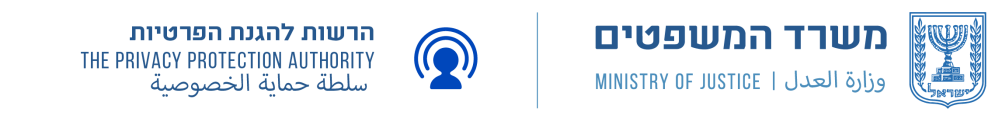 משרד המשפטים
MINISTRY OF JUSTICE | وزارة العدل
ישראל
הרשות להגנת הפרטיות
THE PRIVACY PROTECTION AUTHORITY
سلطة حماية الخصوصية